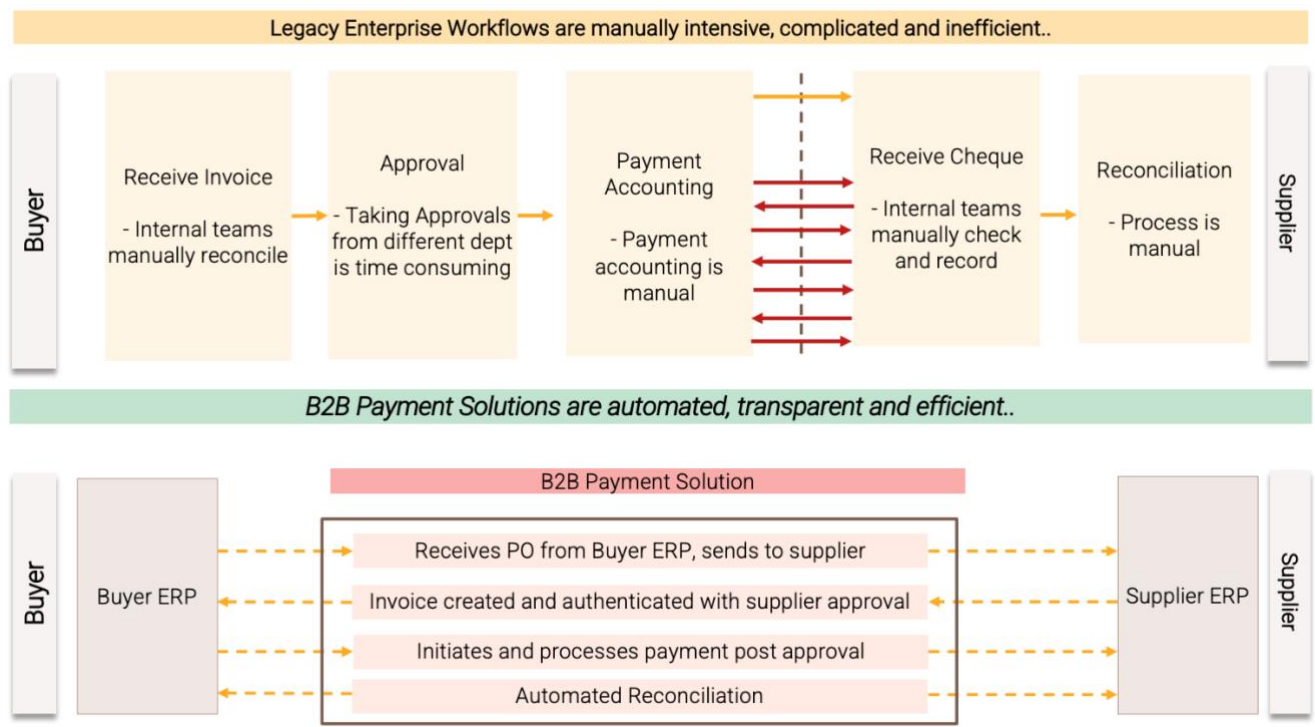 Legacy Enterprise Workflows are manually intensive, complicated and inefficient..
Buyer
Receive Invoice
- Internal teams
manually reconcile
Approval
- Taking Approvals
from different dept
is time consuming
Payment
Accounting
- Payment
accounting is
manual
Receive Cheque
- Internal teams
manually check
and record
Reconciliation
- Process is
manual
Supplier
B2B Payment Solutions are automated, transparent and efficient..
Buyer
Buyer ERP
B2B Payment Solution
Receives PO from Buyer ERP, sends to supplier
Invoice created and authenticated with supplier approval
Initiates and processes payment post approval
Automated Reconciliation
Supplier ERP
Supplier